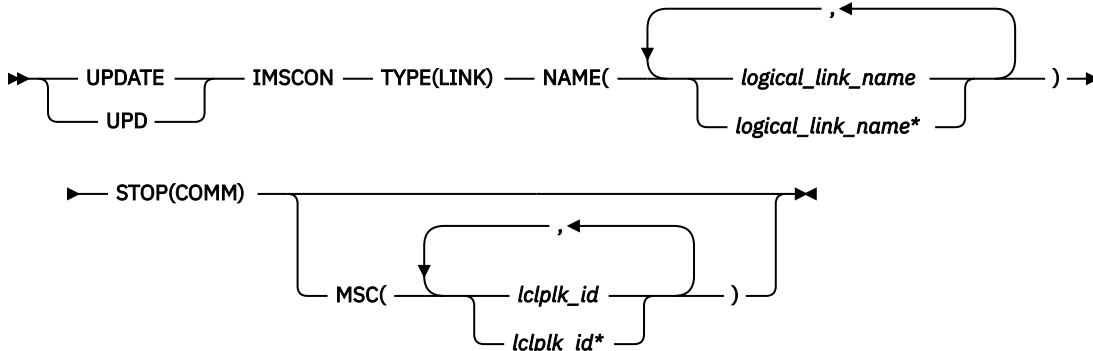 ,
UPDATE IMSCON TYPE(LINK) NAME( logical_link_name )
UPD logical_link_name*
STOP(COMM)
,
MSC( lclplk_id )
lclplk_id*